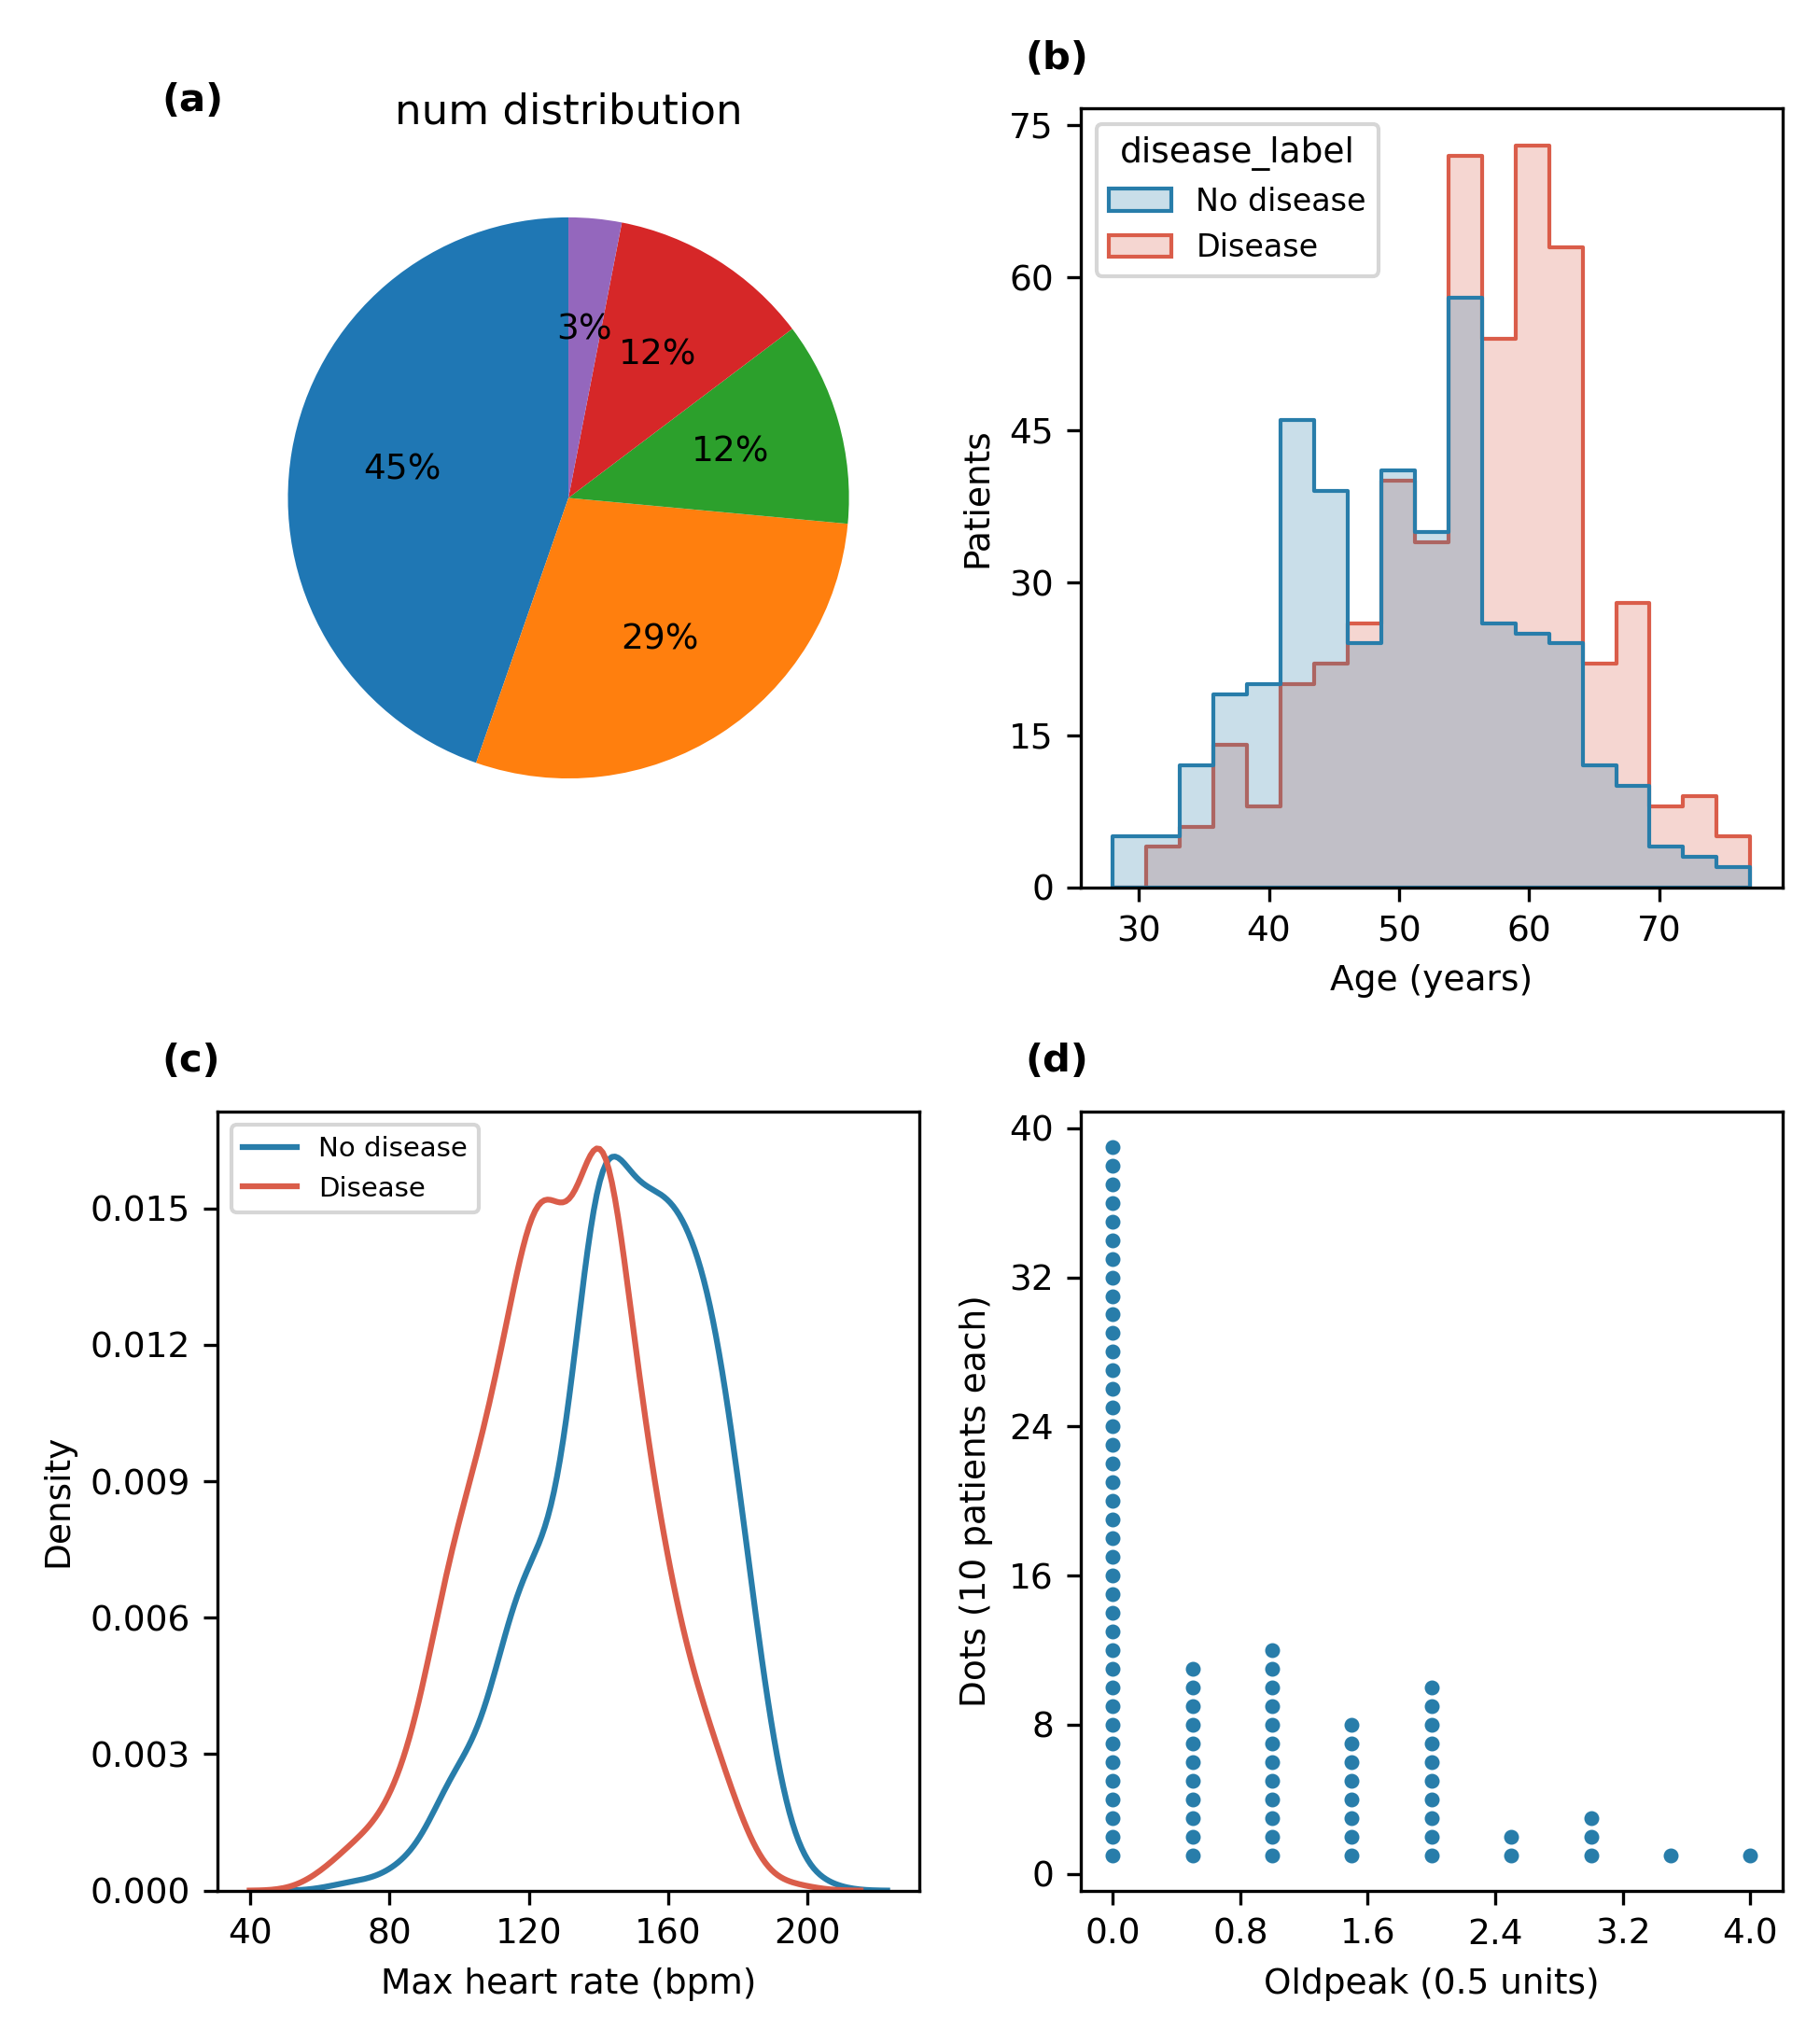 (a)
num distribution
3%
12%
12%
45%
29%
(b)
75
60
45
30
15
0
Patients
disease_label
No disease
Disease
30 40 50 60 70
Age (years)
(c)
No disease
Disease
0.015
0.012
0.009
0.006
0.003
0.000
Density
40 80 120 160 200
Max heart rate (bpm)
(d)
40
32
24
16
8
0
Dots (10 patients each)
0.0 0.8 1.6 2.4 3.2 4.0
Oldpeak (0.5 units)